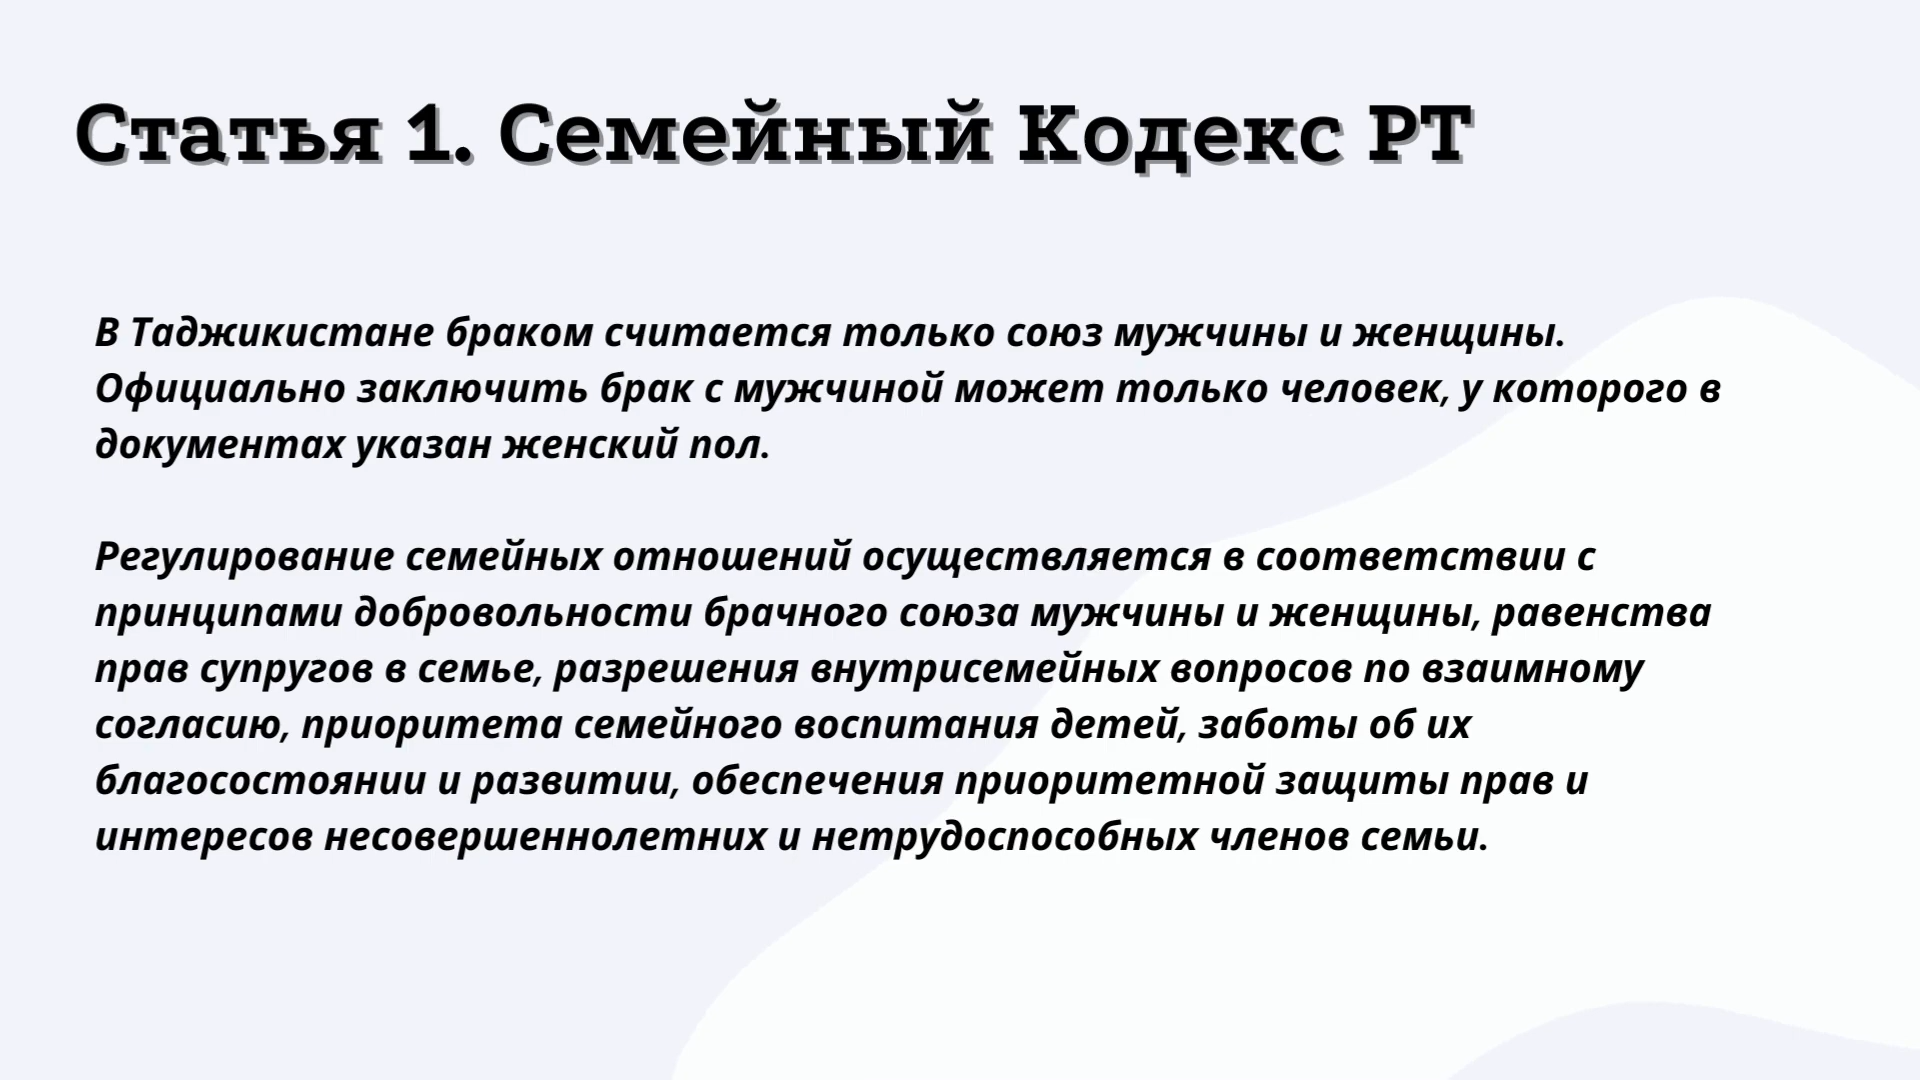 Статья 1. Семейный Кодекс РТ
В Таджикистане браком считается только союз мужчины и женщины.
Официально заключить брак с мужчиной может только человек, у которого в
документах указан женский пол.
Регулирование семейных отношений осуществляется в соответствии с
принципами добровольности брачного союза мужчины и женщины, равенства
прав супругов в семье, разрешения внутрисемейных вопросов по взаимному
согласию, приоритета семейного воспитания детей, заботы об их
благосостоянии и развитии, обеспечения приоритетной защиты прав и
интересов несовершеннолетних и нетрудоспособных членов семьи.